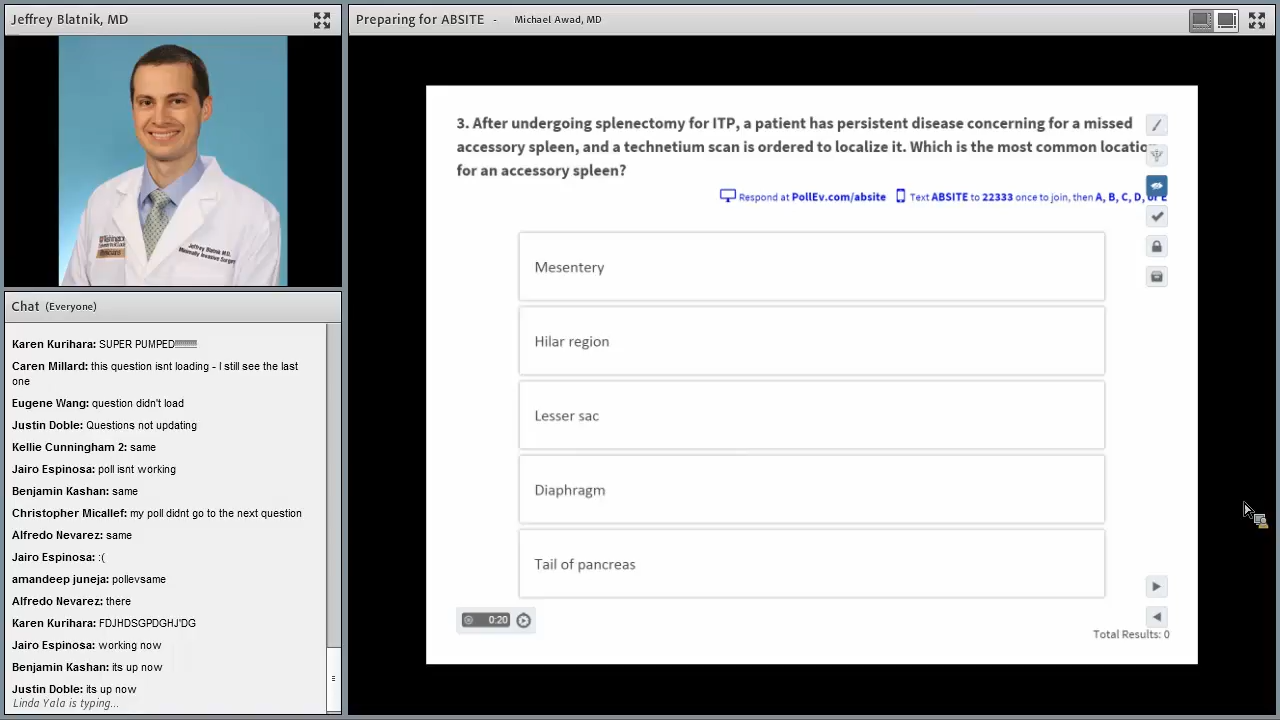 Jeffrey Blatnik, MD
Preparing for ABSITE - Michael Awad, MD
Jeffrey Blatnik M.D.
Chat (Everyone)
Karen Kurihara: SUPER PUMPED!!!!!!!!!!!
Caren Millard: this question isnt loading - I still see the last
one
Eugene Wang: question didn't load
Justin Doble: Questions not updating
Kellie Cunningham 2: same
Jairo Espinosa: poll isnt working
Benjamin Kashan: same
Christopher Micallef: my poll didnt go to the next question
Alfredo Nevarez: same
Jairo Espinosa: :(
amandeep juneja: pollevsame
Alfredo Nevarez: there
Karen Kurihara: FDJHDSGPDGHJ'DG
Jairo Espinosa: working now
Benjamin Kashan: its up now
Justin Doble: its up now
Linda Yala is typing...
3. After undergoing splenectomy for ITP, a patient has persistent disease concerning for a missed
accessory spleen, and a technetium scan is ordered to localize it. Which is the most common locatio
for an accessory spleen?
Respond at PollEv.com/absite Text ABSITE to 22333 once to join, then A, B, C, D, or E
Mesentery
Hilar region
Lesser sac
Diaphragm
Tail of pancreas
0:20
Total Results: 0